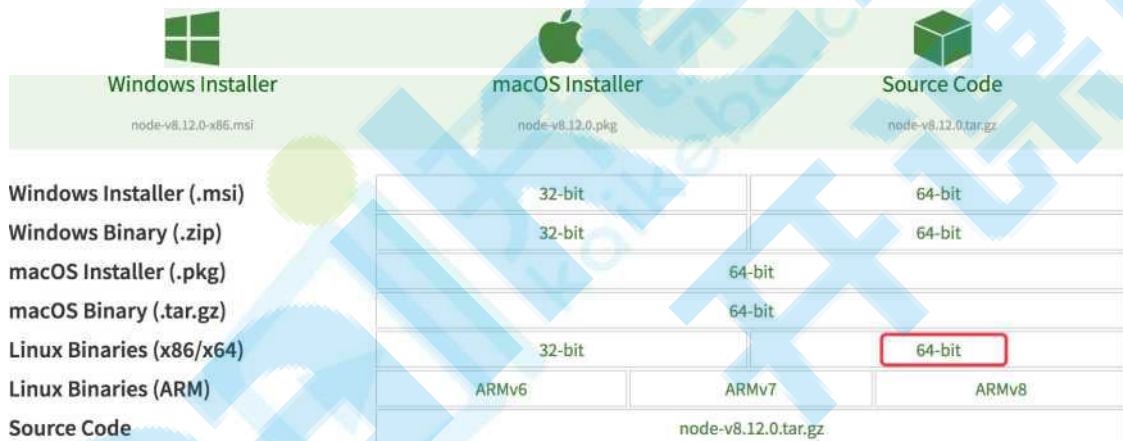 Windows Installer macOS Installer Source Code
node-v8.12.0-x86.msi node-v8.12.0.pkg node-v8.12.0.tar.gz
Windows Installer (.msi) 32-bit 64-bit
Windows Binary (.zip) 32-bit 64-bit
macOS Installer (.pkg) 64-bit
macOS Binary (.tar.gz) 64-bit
Linux Binaries (x86/x64) 32-bit 64-bit
Linux Binaries (ARM) ARMv6 ARMv7 ARMv8
Source Code node-v8.12.0.tar.gz